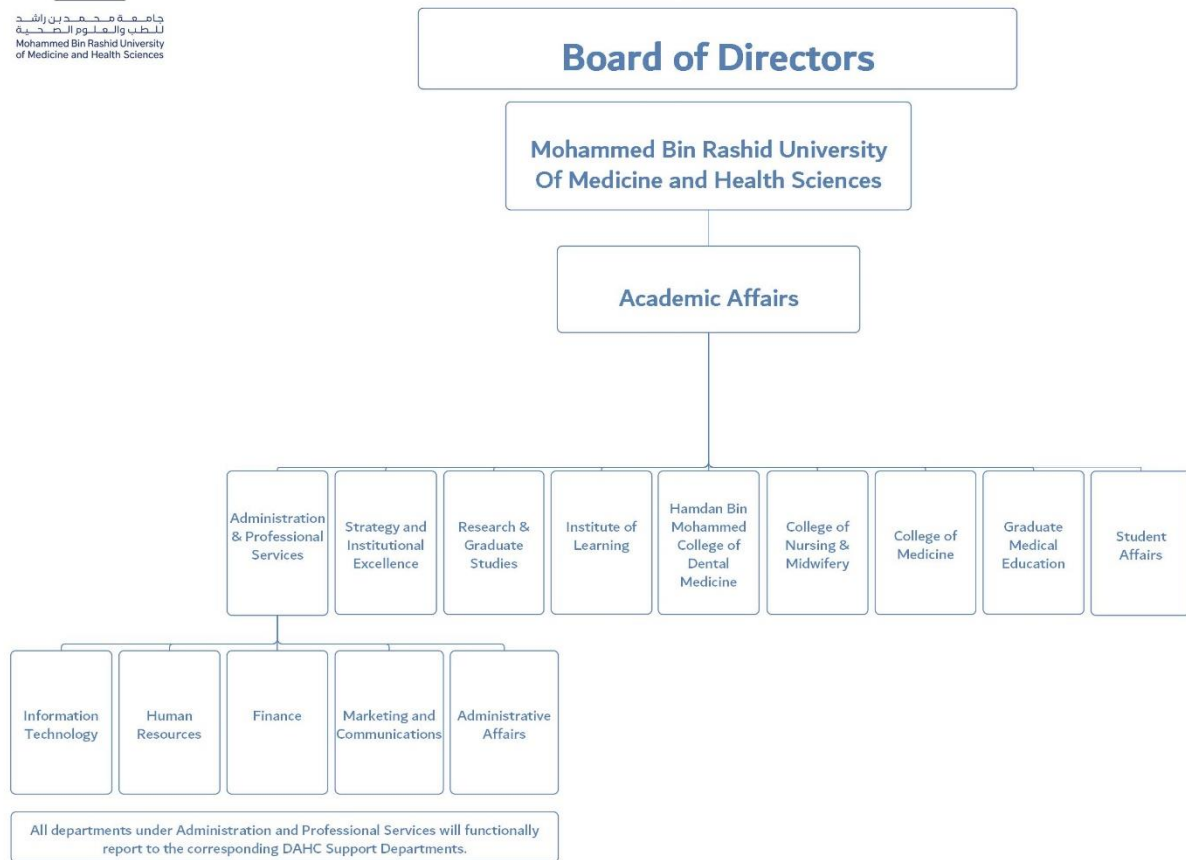 جامعة محمد بن راشد
للطب والعلوم الصحية
Mohammed Bin Rashid University
of Medicine and Health Sciences
Board of Directors
Mohammed Bin Rashid University
Of Medicine and Health Sciences
Academic Affairs
Administration
& Professional
Services
Strategy and
Institutional
Excellence
Research &
Graduate
Studies
Institute of
Learning
Hamdan Bin
Mohammed
College of
Dental
Medicine
College of
Nursing &
Midwifery
College of
Medicine
Graduate
Medical
Education
Student
Affairs
Information
Technology
Human
Resources
Finance
Marketing and
Communications
Administrative
Affairs
All departments under Administration and Professional Services will functionally
report to the corresponding DAHC Support Departments.